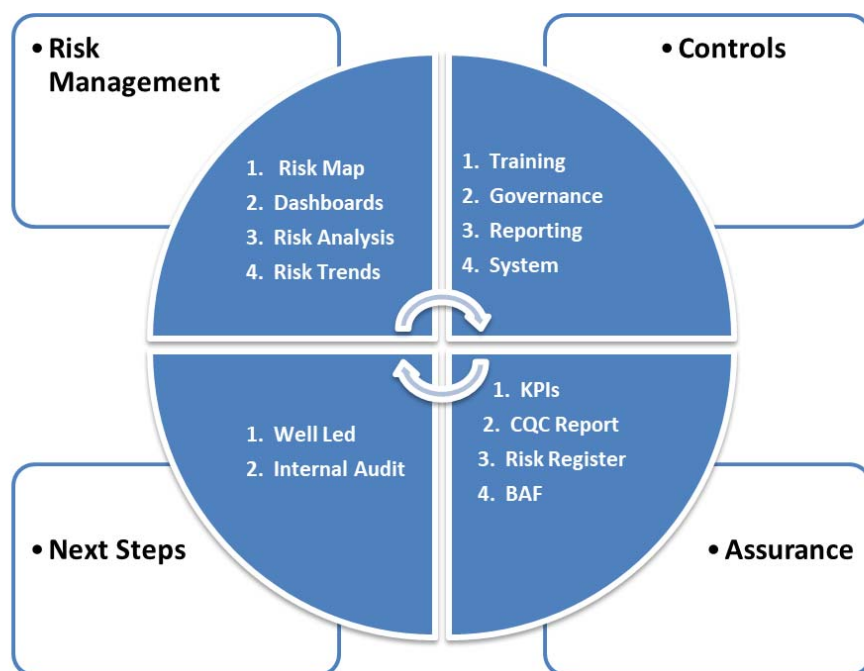 • Risk
Management
• Controls
1. Risk Map
2. Dashboards
3. Risk Analysis
4. Risk Trends
1. Training
2. Governance
3. Reporting
4. System
1. Well Led
2. Internal Audit
1. KPIs
2. CQC Report
3. Risk Register
4. BAF
• Next Steps
• Assurance